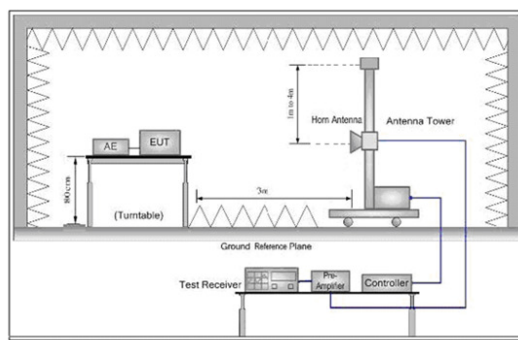 1m to 4m
Horn Antenna
Antenna Tower
AE
EUT
(Turntable)
3m
Ground Reference Plane
Test Receiver
Pre-
Amplifier
Controller